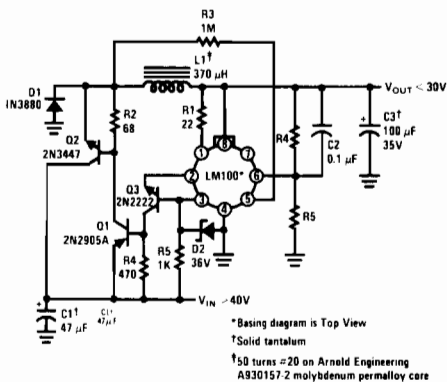 R3
1M
L1†
370 μH
D1
IN3880
R2
68
R1
22
VOUT <30V
Q2
2N3447
R4
C2
0.1 μF
C3†
100 μF
35V
1
8
7
2
LM100*
6
3
4
5
Q3
2N2222
Q1
2N2905A
R4
470
R5
1K
D2
36V
R5
VIN >40V
C1†
47 μF
C1†
47μF
*Basing diagram is Top View
†Solid tantalum
‡50 turns =20 on Arnold Engineering
A930157-2 molybdenum permalloy core